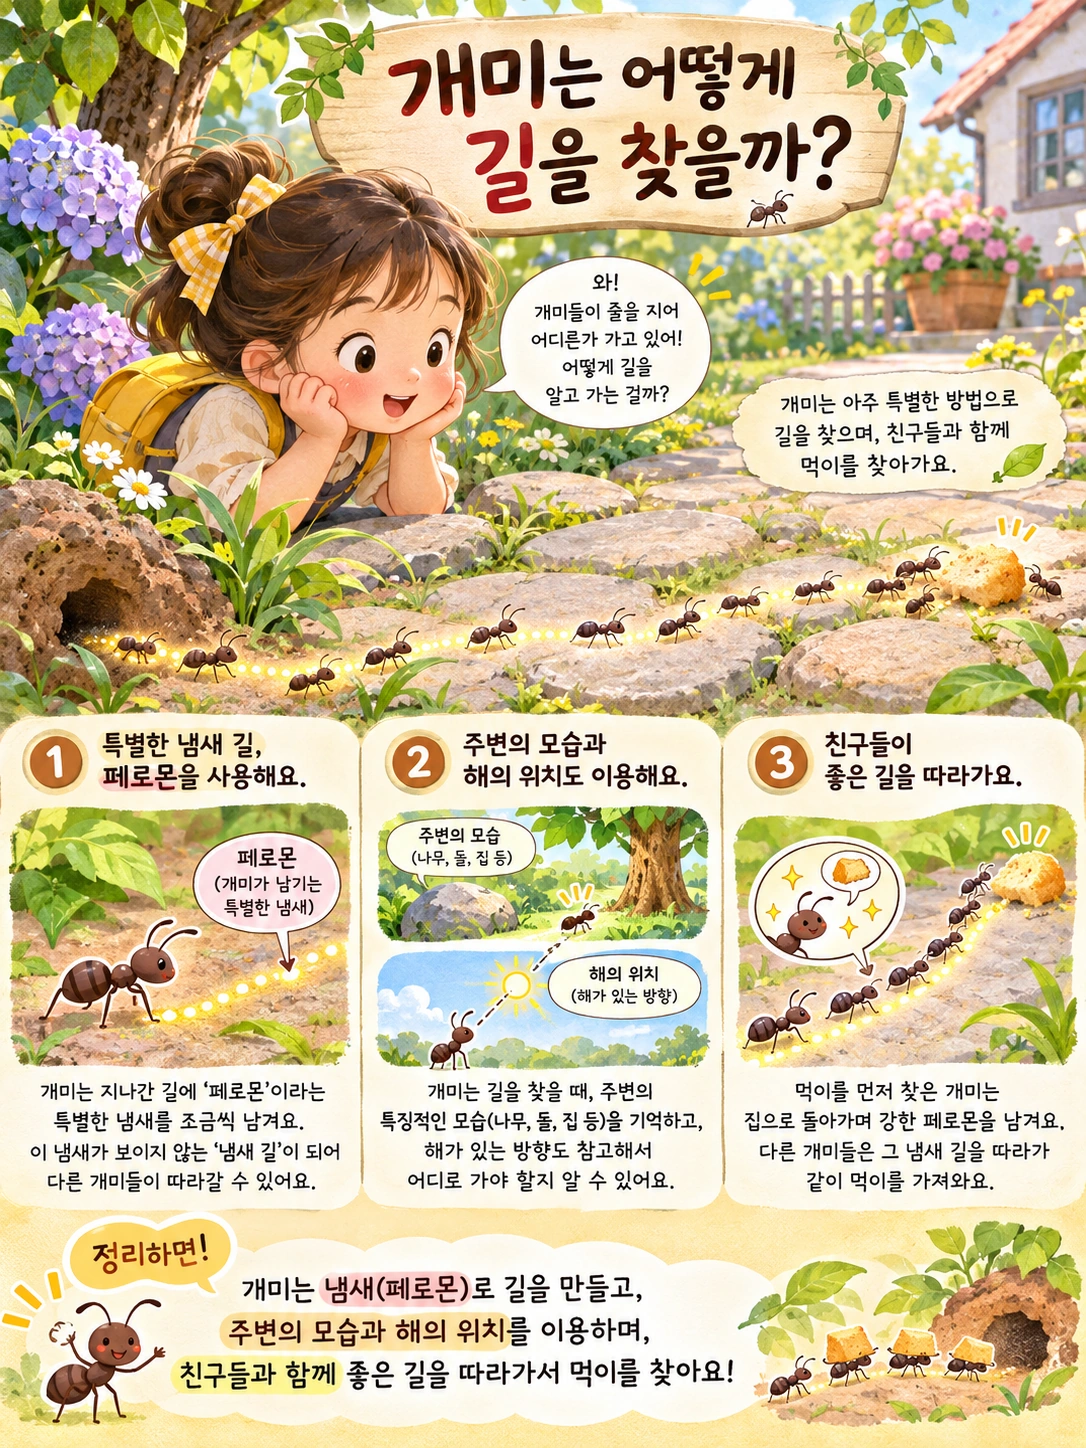 개미는 어떻게
길을 찾을까?
와!
개미들이 줄을 지어
어디른가 가고 있어!
어떻게 길을
알고 가는 걸까?
개미는 아주 특별한 방법으로
길을 찾으며, 친구들과 함께
먹이를 찾아가요.
1 특별한 냄새 길,
페로몬을 사용해요.
페로몬
(개미가 남기는
특별한 냄새)
개미는 지나간 길에 ‘페로몬’이라는
특별한 냄새를 조금씩 남겨요.
이 냄새가 보이지 않는 ‘냄새 길’이 되어
다른 개미들이 따라갈 수 있어요.
2 주변의 모습과
해의 위치도 이용해요.
주변의 모습
(나무, 돌, 집 등)
해의 위치
(해가 있는 방향)
개미는 길을 찾을 때, 주변의
특징적인 모습(나무, 돌, 집 등)을 기억하고,
해가 있는 방향도 참고해서
어디로 가야 할지 알 수 있어요.
3 친구들이
좋은 길을 따라가요.
먹이를 먼저 찾은 개미는
집으로 돌아가며 강한 페로몬을 남겨요.
다른 개미들은 그 냄새 길을 따라가
같이 먹이를 가져와요.
정리하면!
개미는 냄새(페로몬)로 길을 만들고,
주변의 모습과 해의 위치를 이용하며,
친구들과 함께 좋은 길을 따라가서 먹이를 찾아요!